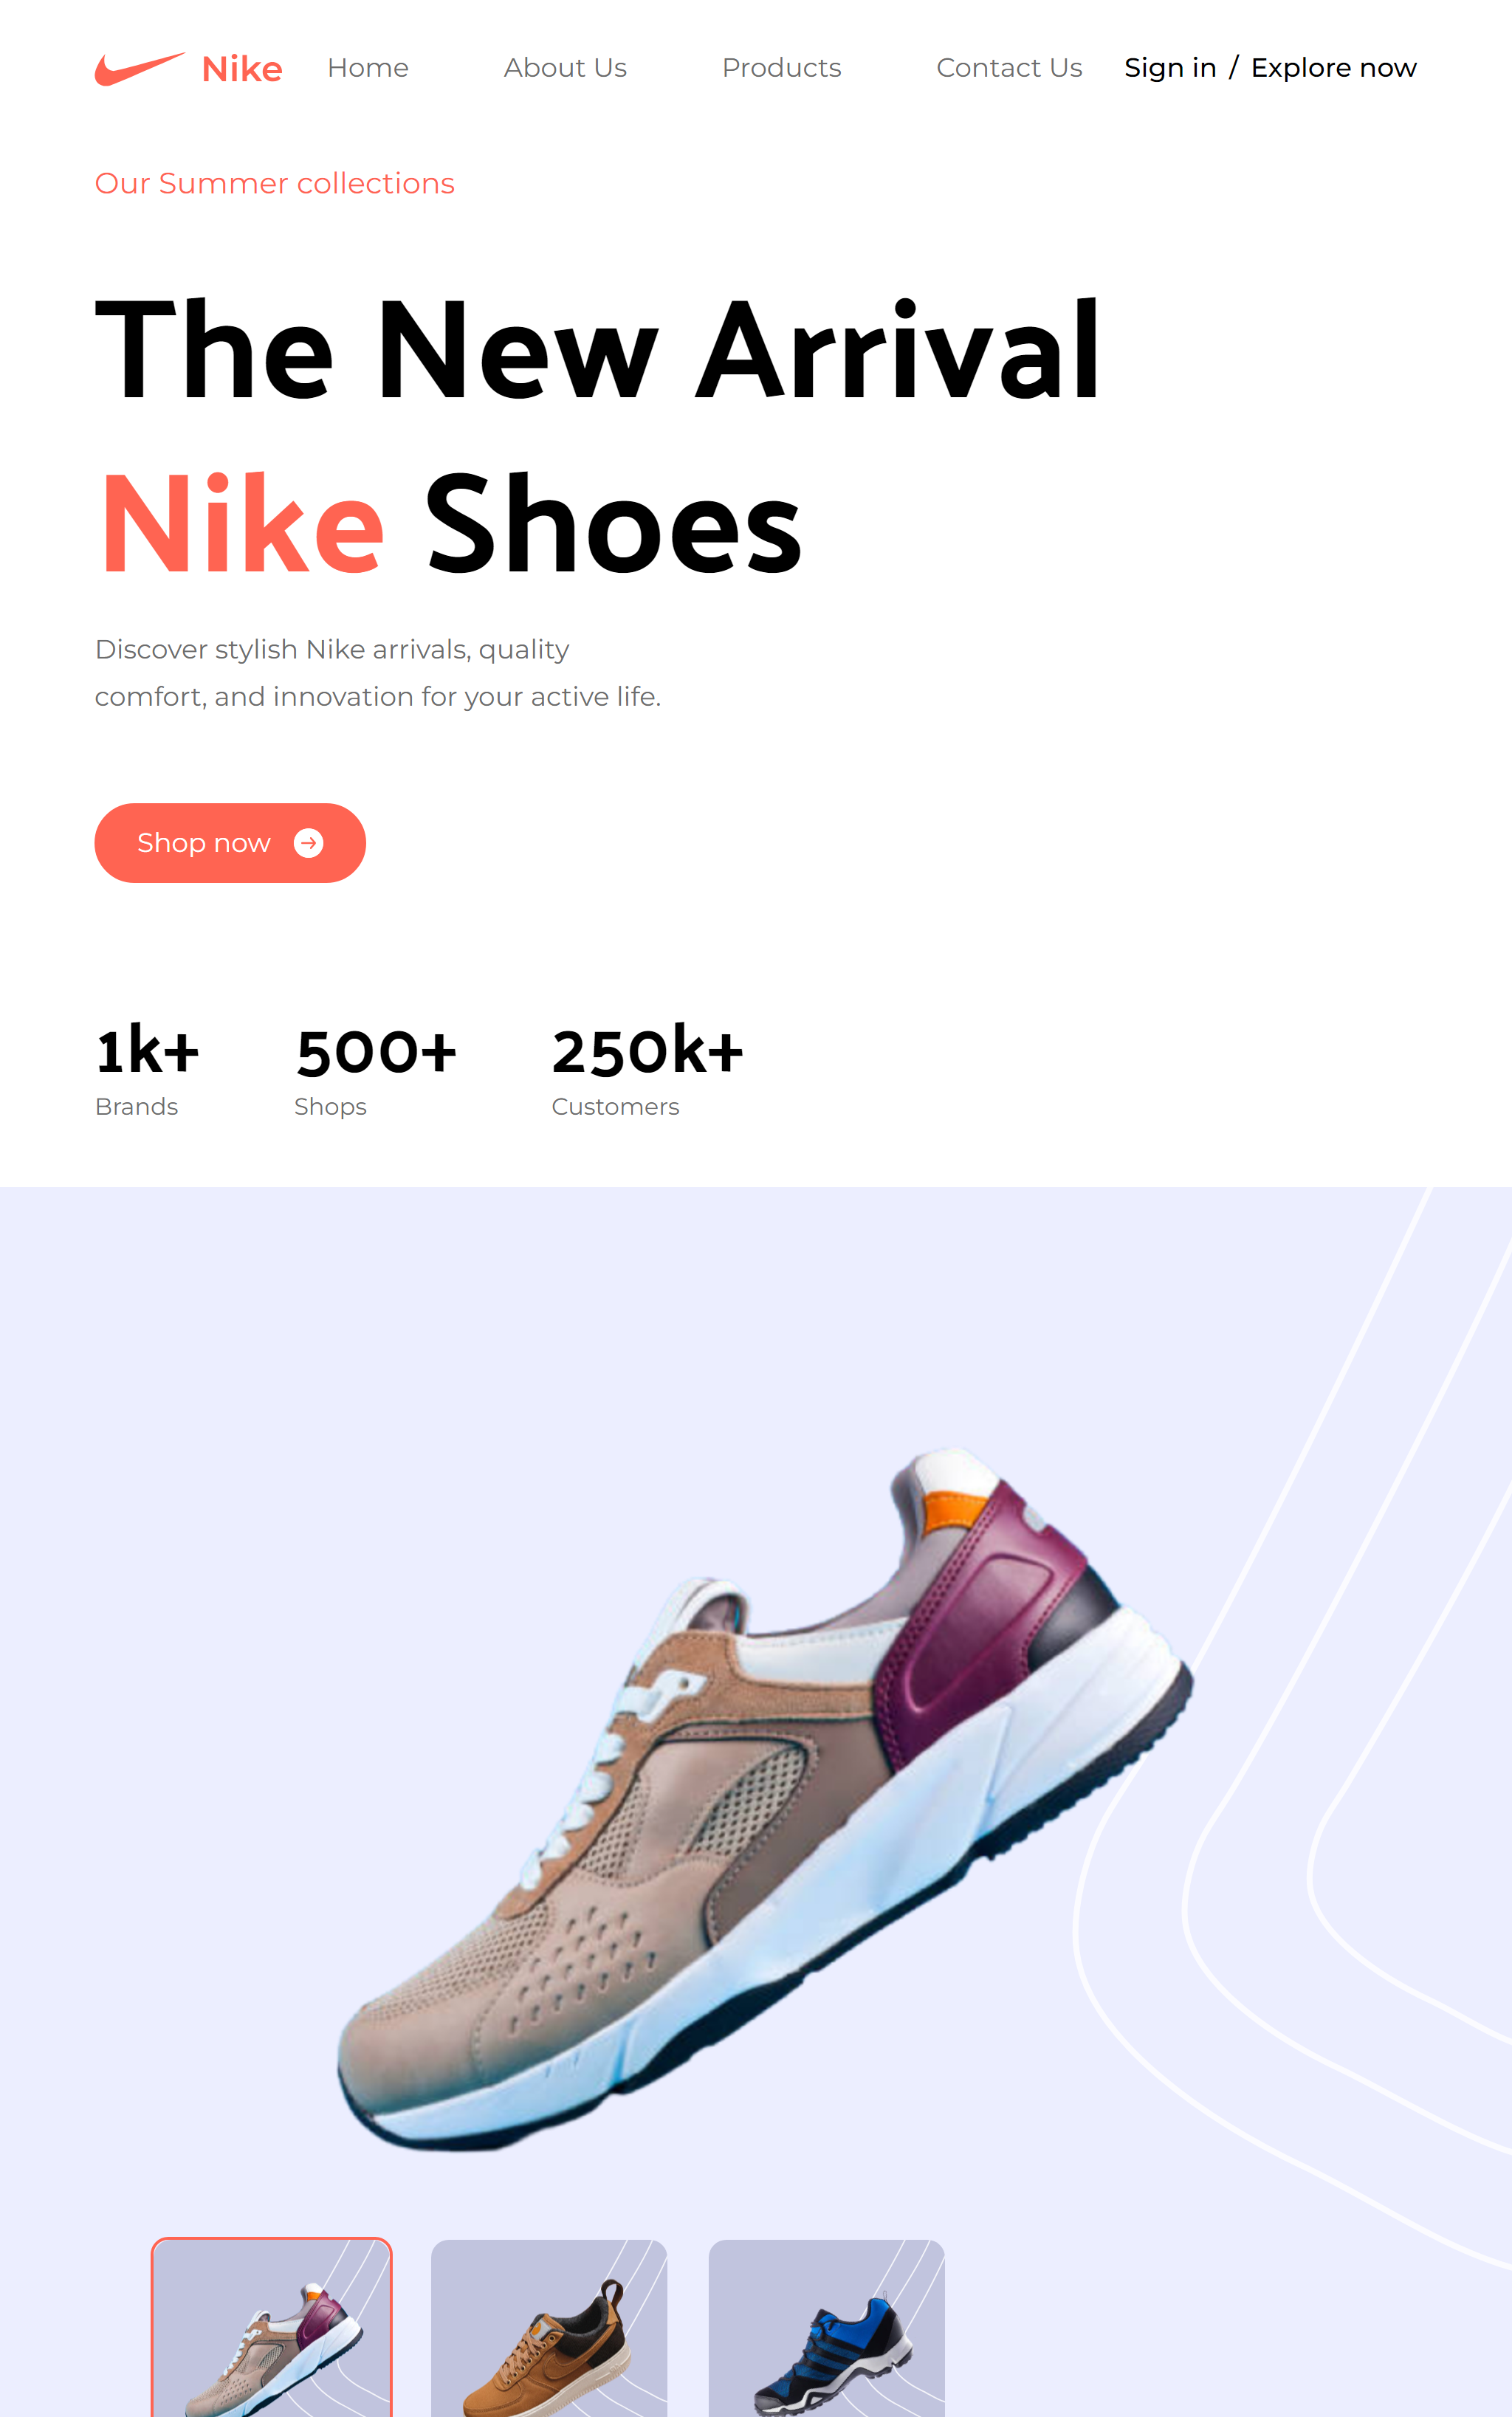 Nike Home About Us Products Contact Us Sign in / Explore now
Our Summer collections
The New Arrival
Nike Shoes
Discover stylish Nike arrivals, quality
comfort, and innovation for your active life.
Shop now
1k+ 500+ 250k+
Brands Shops Customers